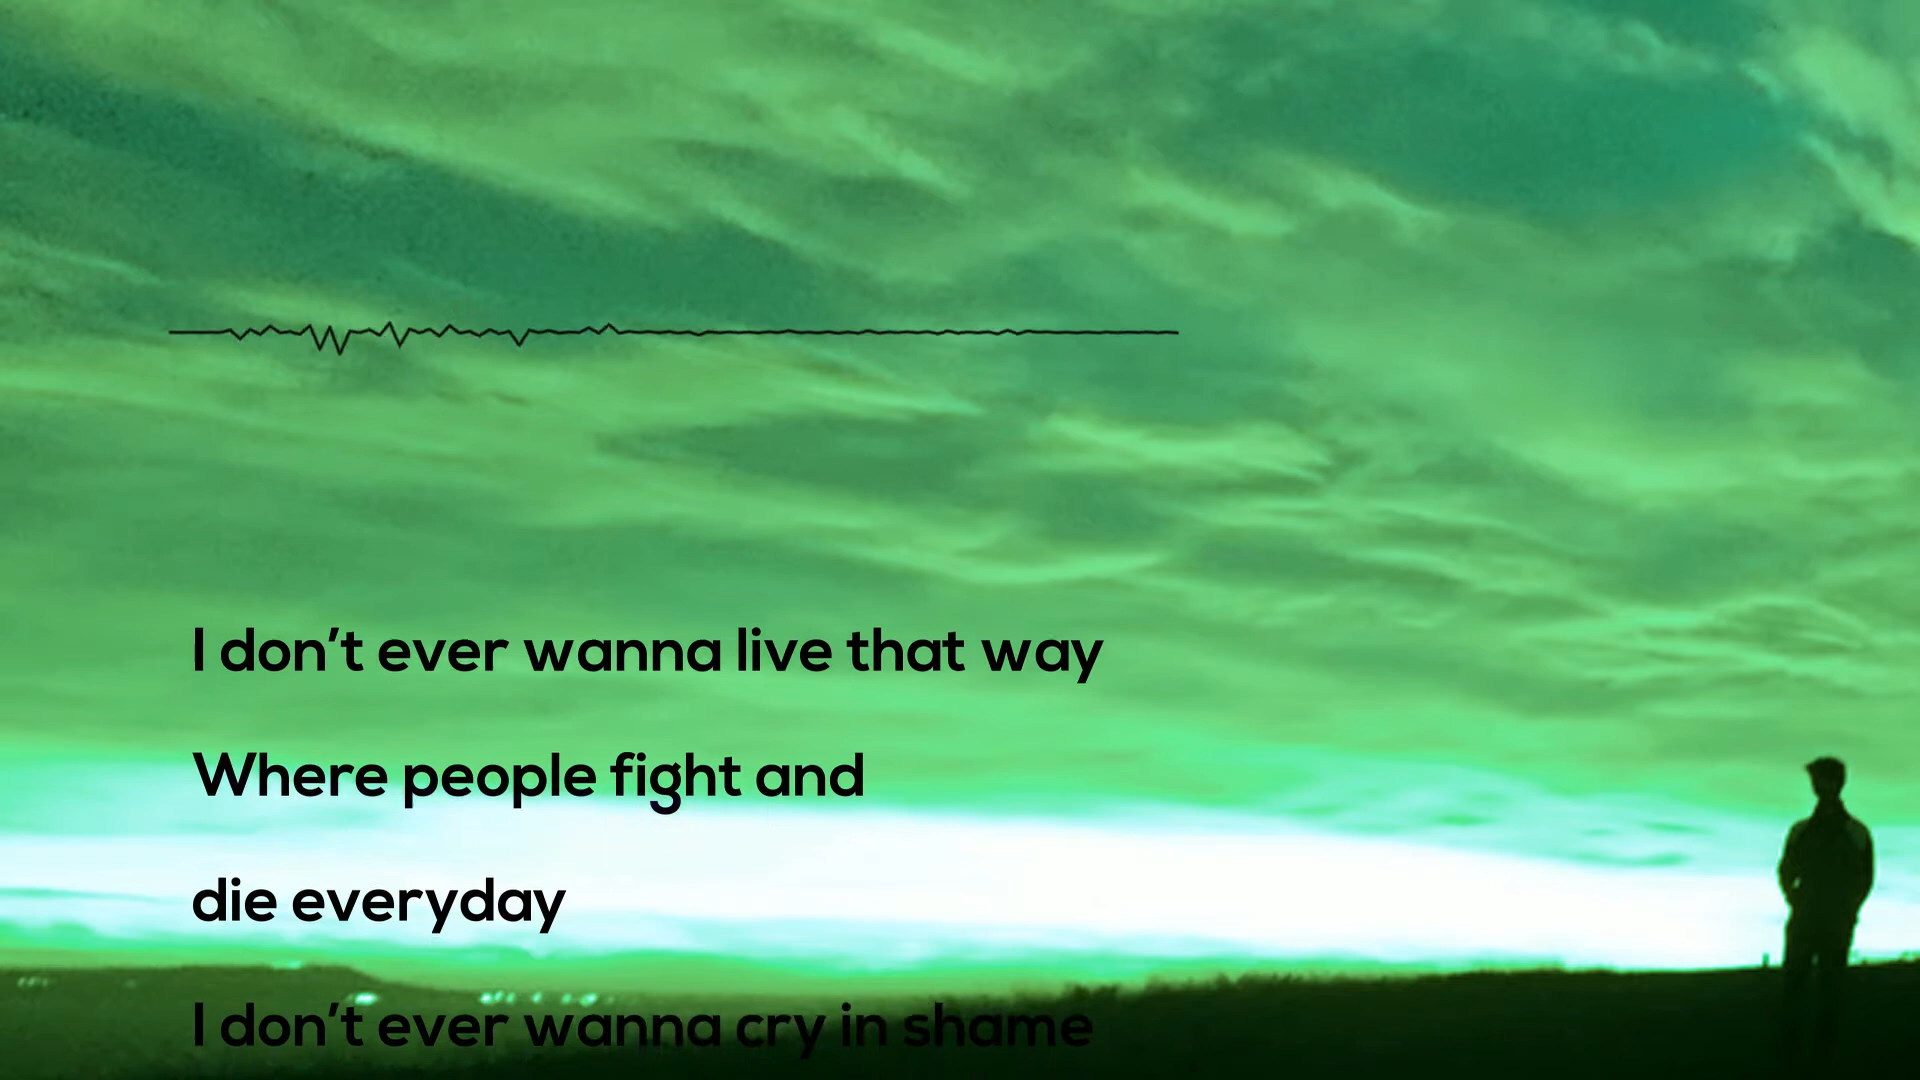 I don’t ever wanna live that way
Where people fight and
die everyday
I don’t ever wanna cry in shame